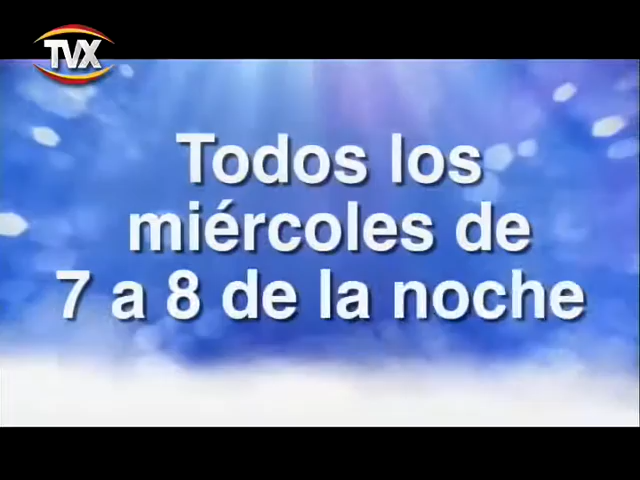 TVX
Todos los
miércoles de
7 a 8 de la noche